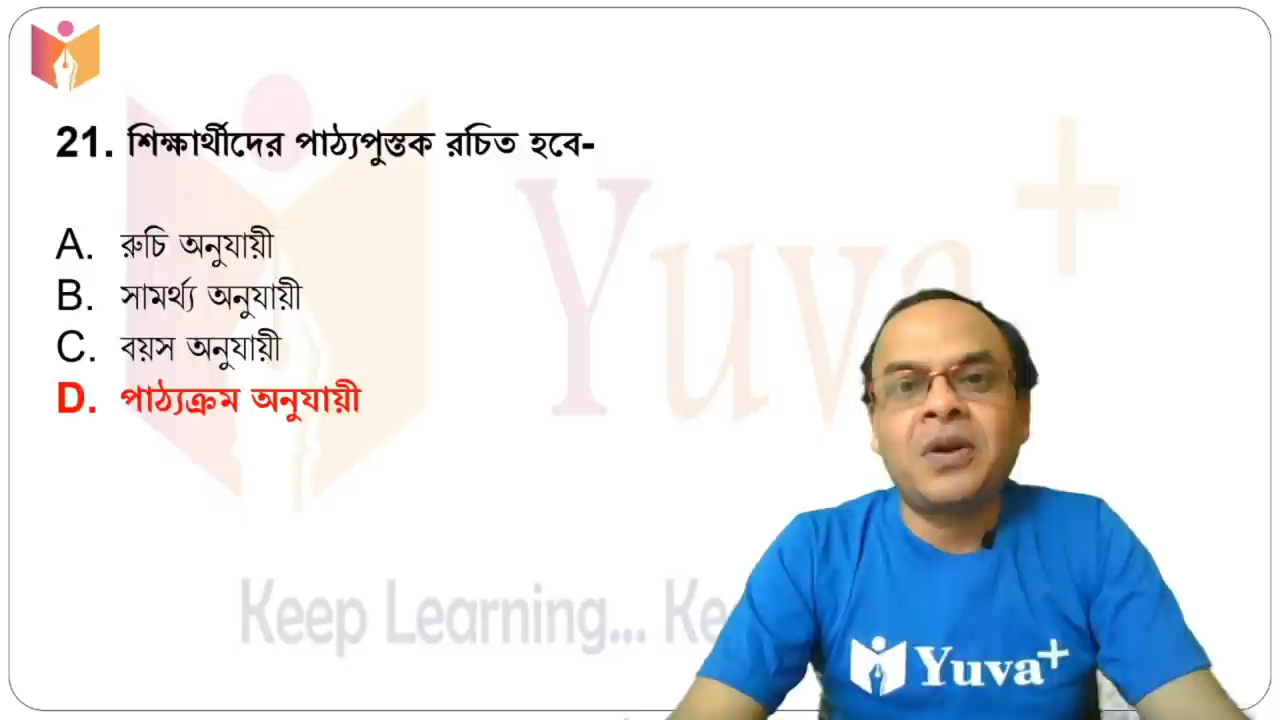 21. শিক্ষার্থীদের পাঠ্যপুস্তক রচিত হবে-
A. রুচি অনুযায়ী
B. সামর্থ্য অনুযায়ী
C. বয়স অনুযায়ী
D. পাঠ্যক্রম অনুযায়ী
Yuva+
Keep Learning... Ke
Yuva+